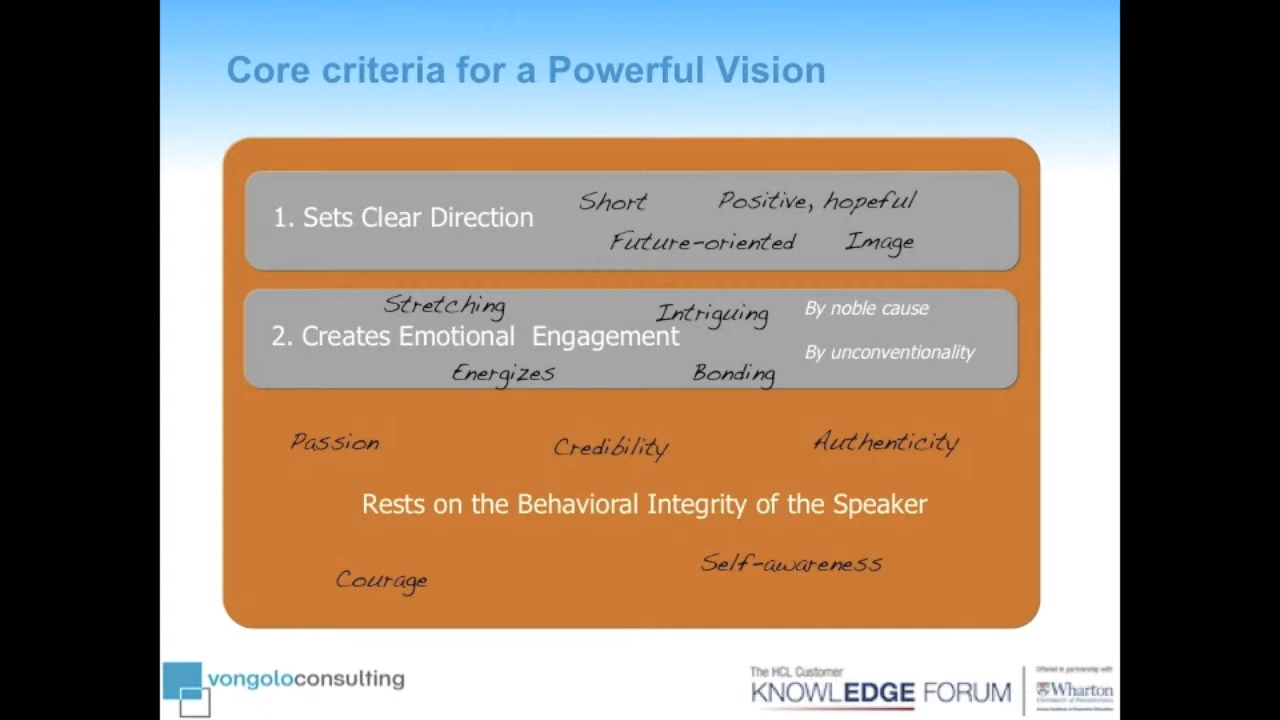 Core criteria for a Powerful Vision
Short Positive, hopeful
1. Sets Clear Direction
Future-oriented Image
Stretching Intriguing By noble cause
2. Creates Emotional Engagement
By unconventionality
Energizes Bonding
Passion Credibility Authenticity
Rests on the Behavioral Integrity of the Speaker
Courage Self-awareness
vongoloconsulting
The HCL Customer
KNOWLEDGE FORUM
Offered in partnership with
Wharton